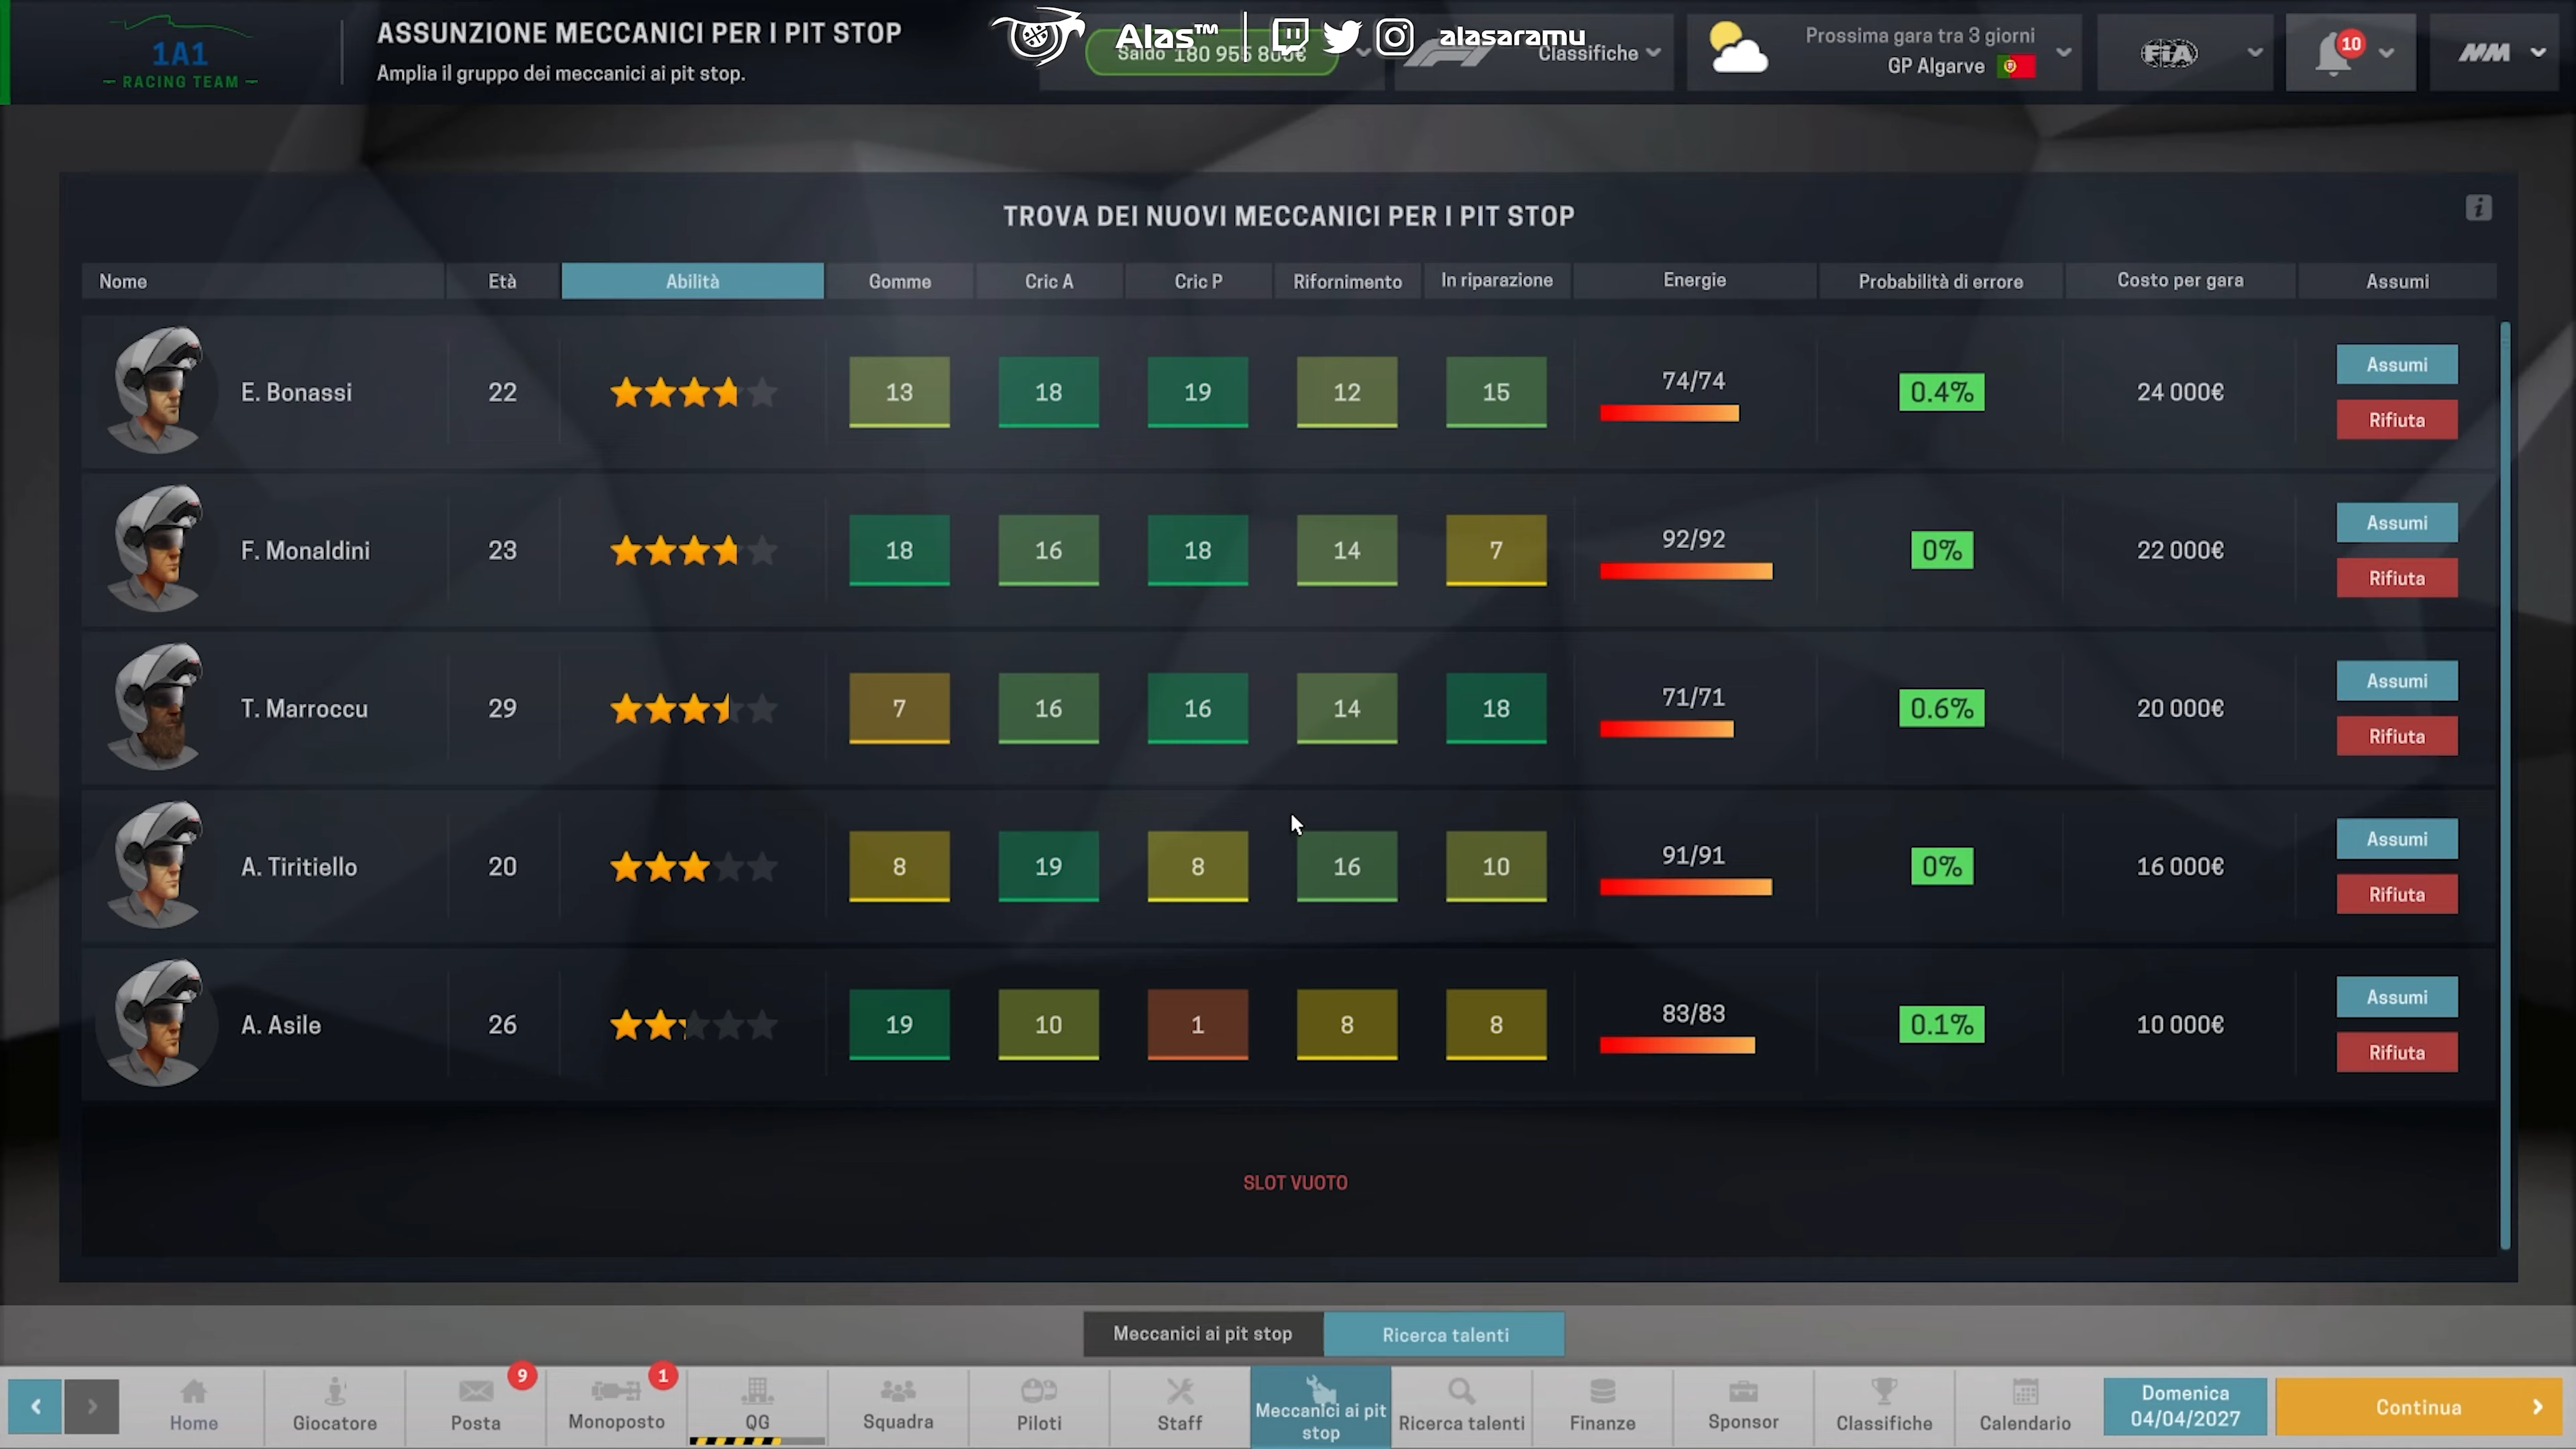 1A1
RACING TEAM
ASSUNZIONE MECCANICI PER I PIT STOP
Amplia il gruppo dei meccanici ai pit stop.
Alas™
alasaramu
Saldo 180 955
Classifiche
Prossima gara tra 3 giorni
GP Algarve
FIA
10
MM
TROVA DEI NUOVI MECCANICI PER I PIT STOP
i
Nome Età Abilità Gomme Cric A Cric P Rifornimento In riparazione Energie Probabilità di errore Costo per gara Assumi
E. Bonassi 22 13 18 19 12 15 74/74 0.4% 24 000€ Assumi
Rifiuta
F. Monaldini 23 18 16 18 14 7 92/92 0% 22 000€ Assumi
Rifiuta
T. Marroccu 29 7 16 16 14 18 71/71 0.6% 20 000€ Assumi
Rifiuta
A. Tiritiello 20 8 19 8 16 10 91/91 0% 16 000€ Assumi
Rifiuta
A. Asile 26 19 10 1 8 8 83/83 0.1% 10 000€ Assumi
Rifiuta
SLOT VUOTO
Meccanici ai pit stop Ricerca talenti
Home
Giocatore
9
Posta
1
Monoposto
QG
Squadra
Piloti
Staff
Meccanici ai pit
stop
Ricerca talenti
Finanze
Sponsor
Classifiche
Calendario
Domenica
04/04/2027
Continua